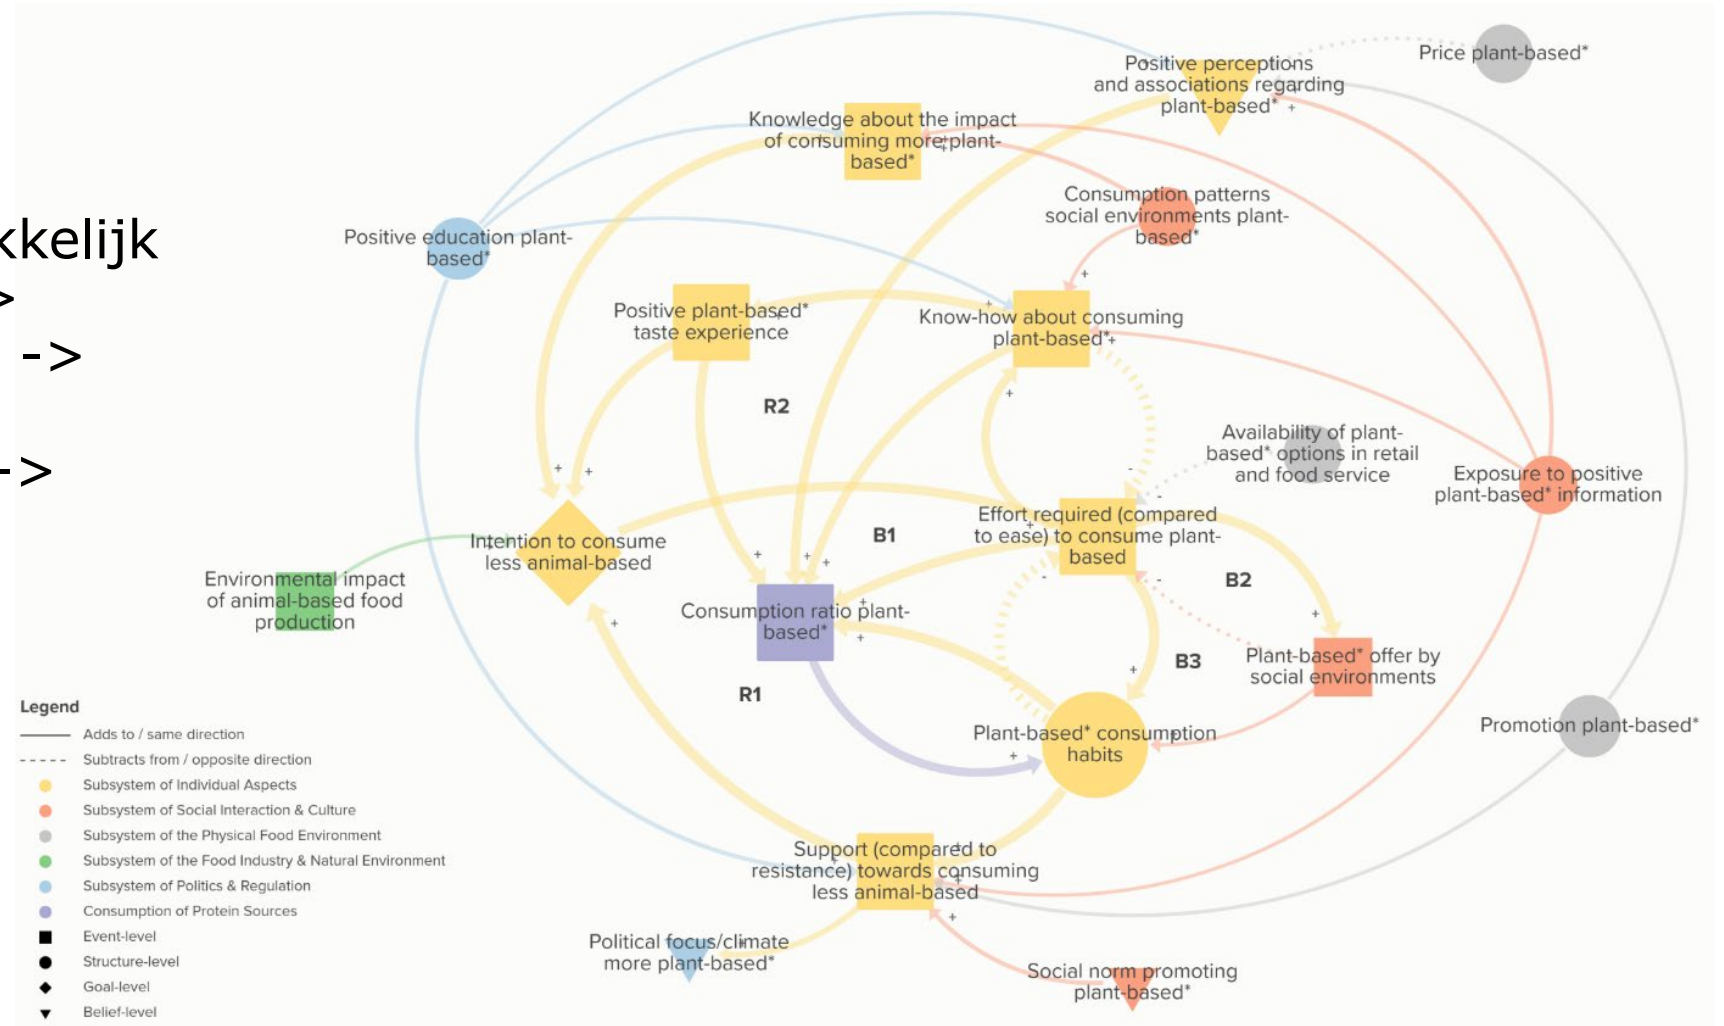 kkelijk
>
->
->
Price plant-based*
Positive perceptions
and associations regarding
plant-based*
Knowledge about the impact
of consuming more plant-
based*
Consumption patterns
social environments plant-
based*
Positive education plant-
based*
Positive plant-based*
taste experience
Know-how about consuming
plant-based*
R2
Availability of plant-
based* options in retail
and food service
Exposure to positive
plant-based* information
Effort required (compared
to ease) to consume plant-
based
B1
Intention to consume
less animal-based
Environmental impact
of animal-based food
production
B2
Consumption ratio plant-
based*
B3
Plant-based* offer by
social environments
R1
Plant-based* consumption
habits
Promotion plant-based*
Support (compared to
resistance) towards consuming
less animal-based
Political focus/climate
more plant-based*
Social norm promoting
plant-based*
Legend
Adds to / same direction
Subtracts from / opposite direction
Subsystem of Individual Aspects
Subsystem of Social Interaction & Culture
Subsystem of the Physical Food Environment
Subsystem of the Food Industry & Natural Environment
Subsystem of Politics & Regulation
Consumption of Protein Sources
Event-level
Structure-level
Goal-level
Belief-level